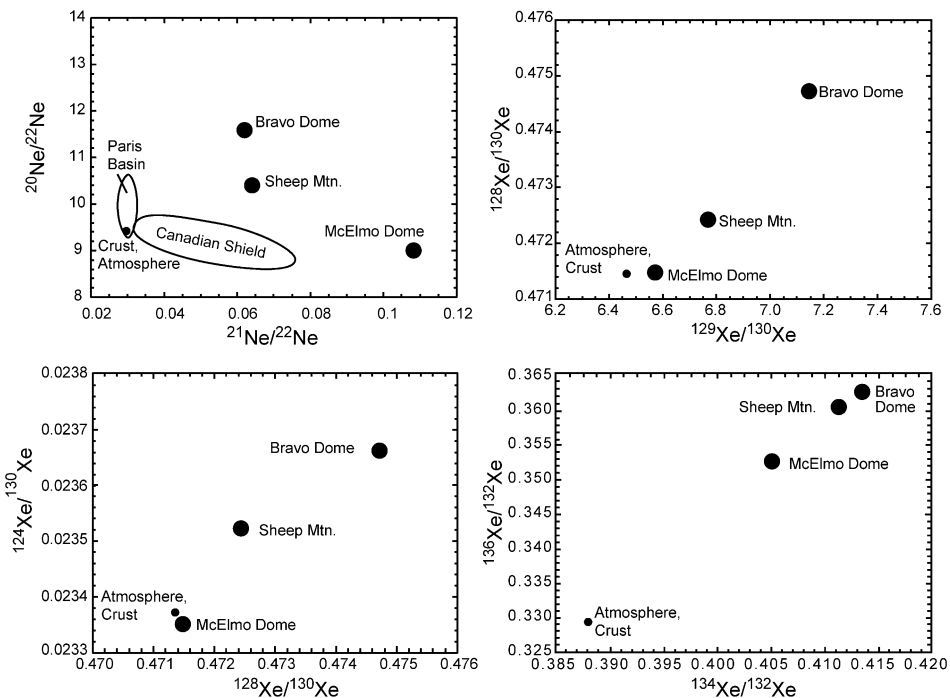 14
12
11
10
9
8
0.02
0.04
0.06
0.08
0.10
0.12
20Ne/22Ne
21Ne/22Ne
Bravo Dome
Paris
Basin
Sheep Mtn.
McElmo Dome
Canadian Shield
Crust,
Atmosphere
0.476
0.475
0.474
0.473
0.472
0.471
6.2
6.4
6.6
6.8
7.0
7.2
7.4
7.6
128Xe/130Xe
129Xe/130Xe
Bravo Dome
Sheep Mtn.
Atmosphere,
Crust
McElmo Dome
0.0238
0.0237
0.0236
0.0235
0.0234
0.0233
0.470
0.471
0.472
0.473
0.474
0.475
0.476
124Xe/130Xe
128Xe/130Xe
Bravo Dome
Sheep Mtn.
Atmosphere,
Crust
McElmo Dome
0.365
0.360
0.355
0.350
0.345
0.340
0.335
0.330
0.325
0.385
0.390
0.395
0.400
0.405
0.410
0.415
0.420
136Xe/132Xe
134Xe/132Xe
Sheep Mtn.
Bravo
Dome
McElmo Dome
Atmosphere,
Crust